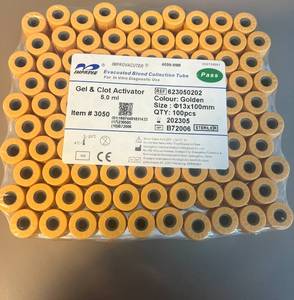 IMPROVACUTER ®
Pass
IMPROVE
Evacuated Blood Collection Tube
For In Vitro Diagnostic Use
Gel & Clot Activator
5.0 ml
Item # 3050
REF 623050202
Colour: Golden
Size : Φ13x100mm
QTY: 100pcs
202305
B72006 STERILE